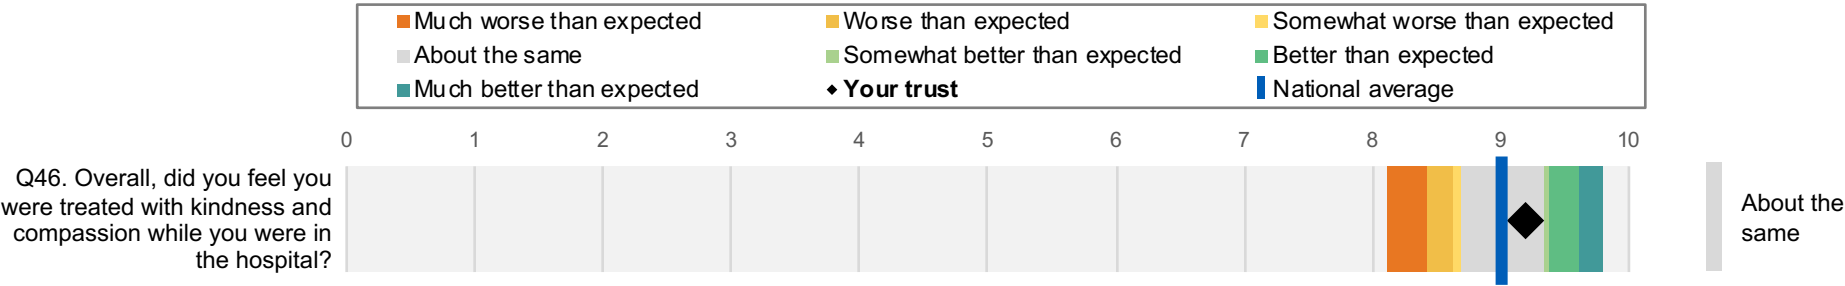 Much worse than expected
Worse than expected
Somewhat worse than expected
About the same
Somewhat better than expected
Better than expected
Much better than expected
Your trust
National average
0 1 2 3 4 5 6 7 8 9 10
Q46. Overall, did you feel you
were treated with kindness and
compassion while you were in
the hospital?
About the
same